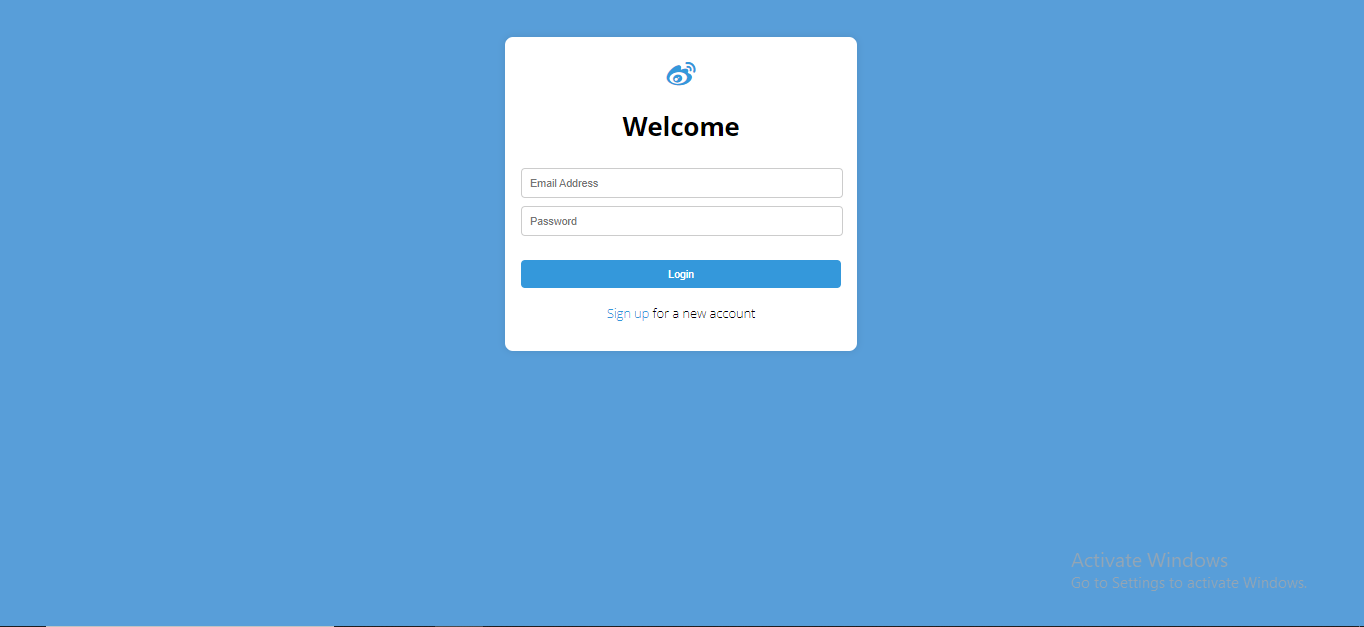 Welcome
Email Address
Password
Login
Sign up for a new account
Activate Windows
Go to Settings to activate Windows.